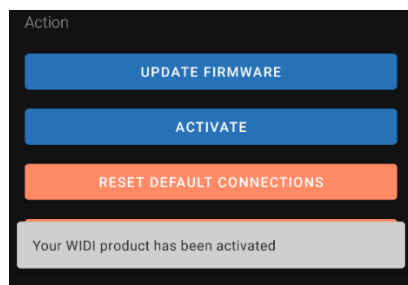 Action
UPDATE FIRMWARE
ACTIVATE
RESET DEFAULT CONNECTIONS
Your WIDI product has been activated